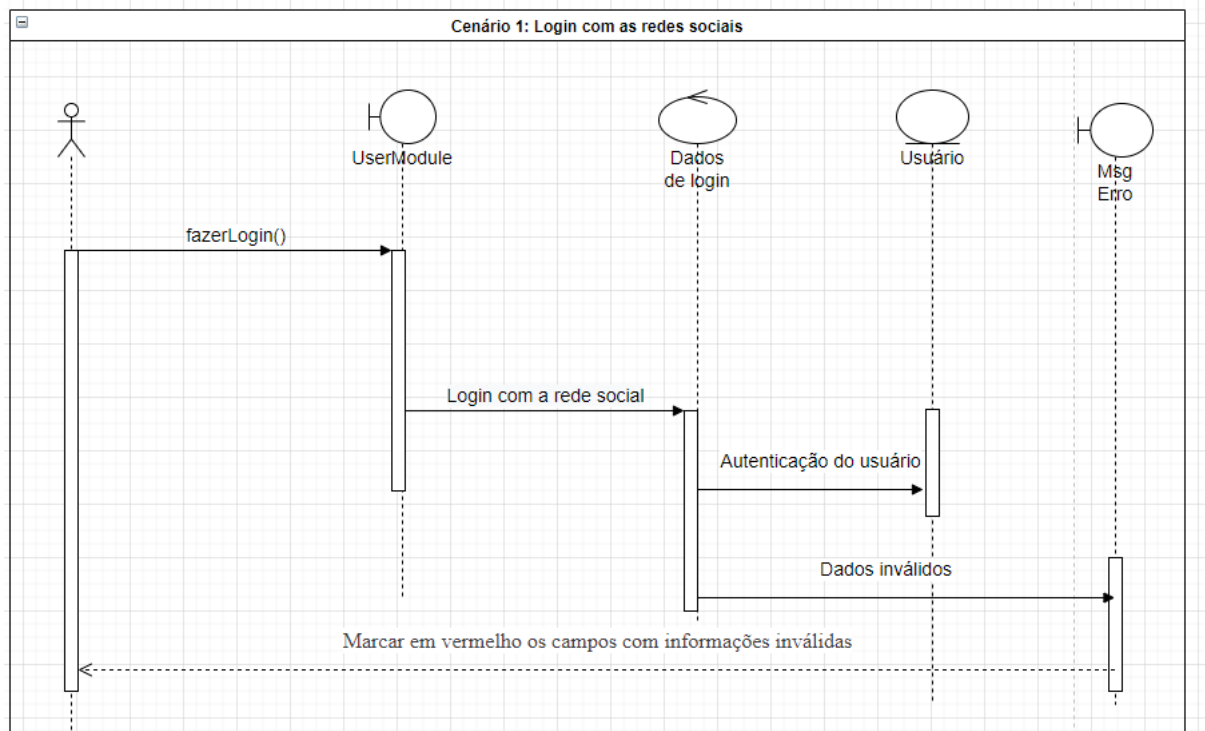 Cenário 1: Login com as redes sociais
UserModule
Dados
de login
Usuário
Msg
Erro
fazerLogin()
Login com a rede social
Autenticação do usuário
Dados inválidos
Marcar em vermelho os campos com informações inválidas